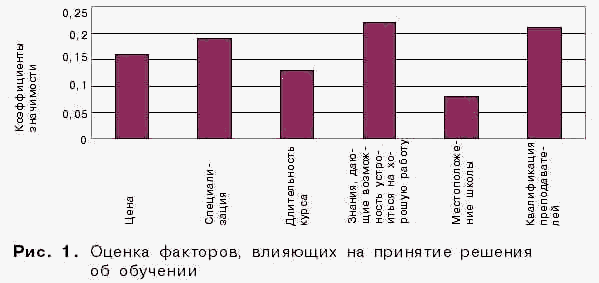 Коэффициенты
значимости
0,25
0,2
0,15
0,1
0,05
0
Цена
Специали-
зация
Длительность
курса
Знания, даю-
щие возмож-
ность устро-
иться на хо-
рошую работу
Местоположе-
ние школы
Квалификация
преподавате-
лей
Рис. 1. Оценка факторов, влияющих на принятие решения
об обучении